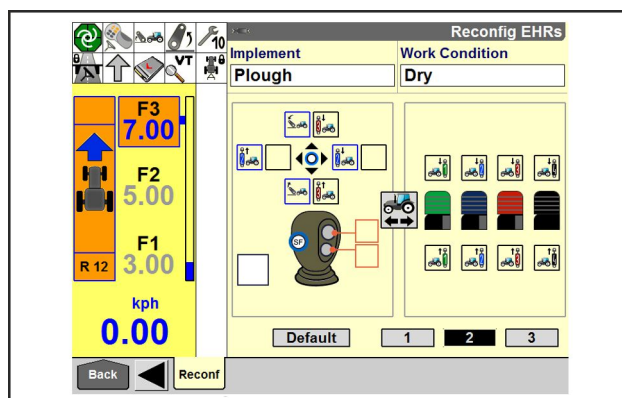 Reconfig EHRs
10
VT
Implement
Work Condition
Plough
Dry
F3
7.00
F2
5.00
F1
R 12
3.00
kph
0.00
SF
Default
1
2
3
Back
Reconf